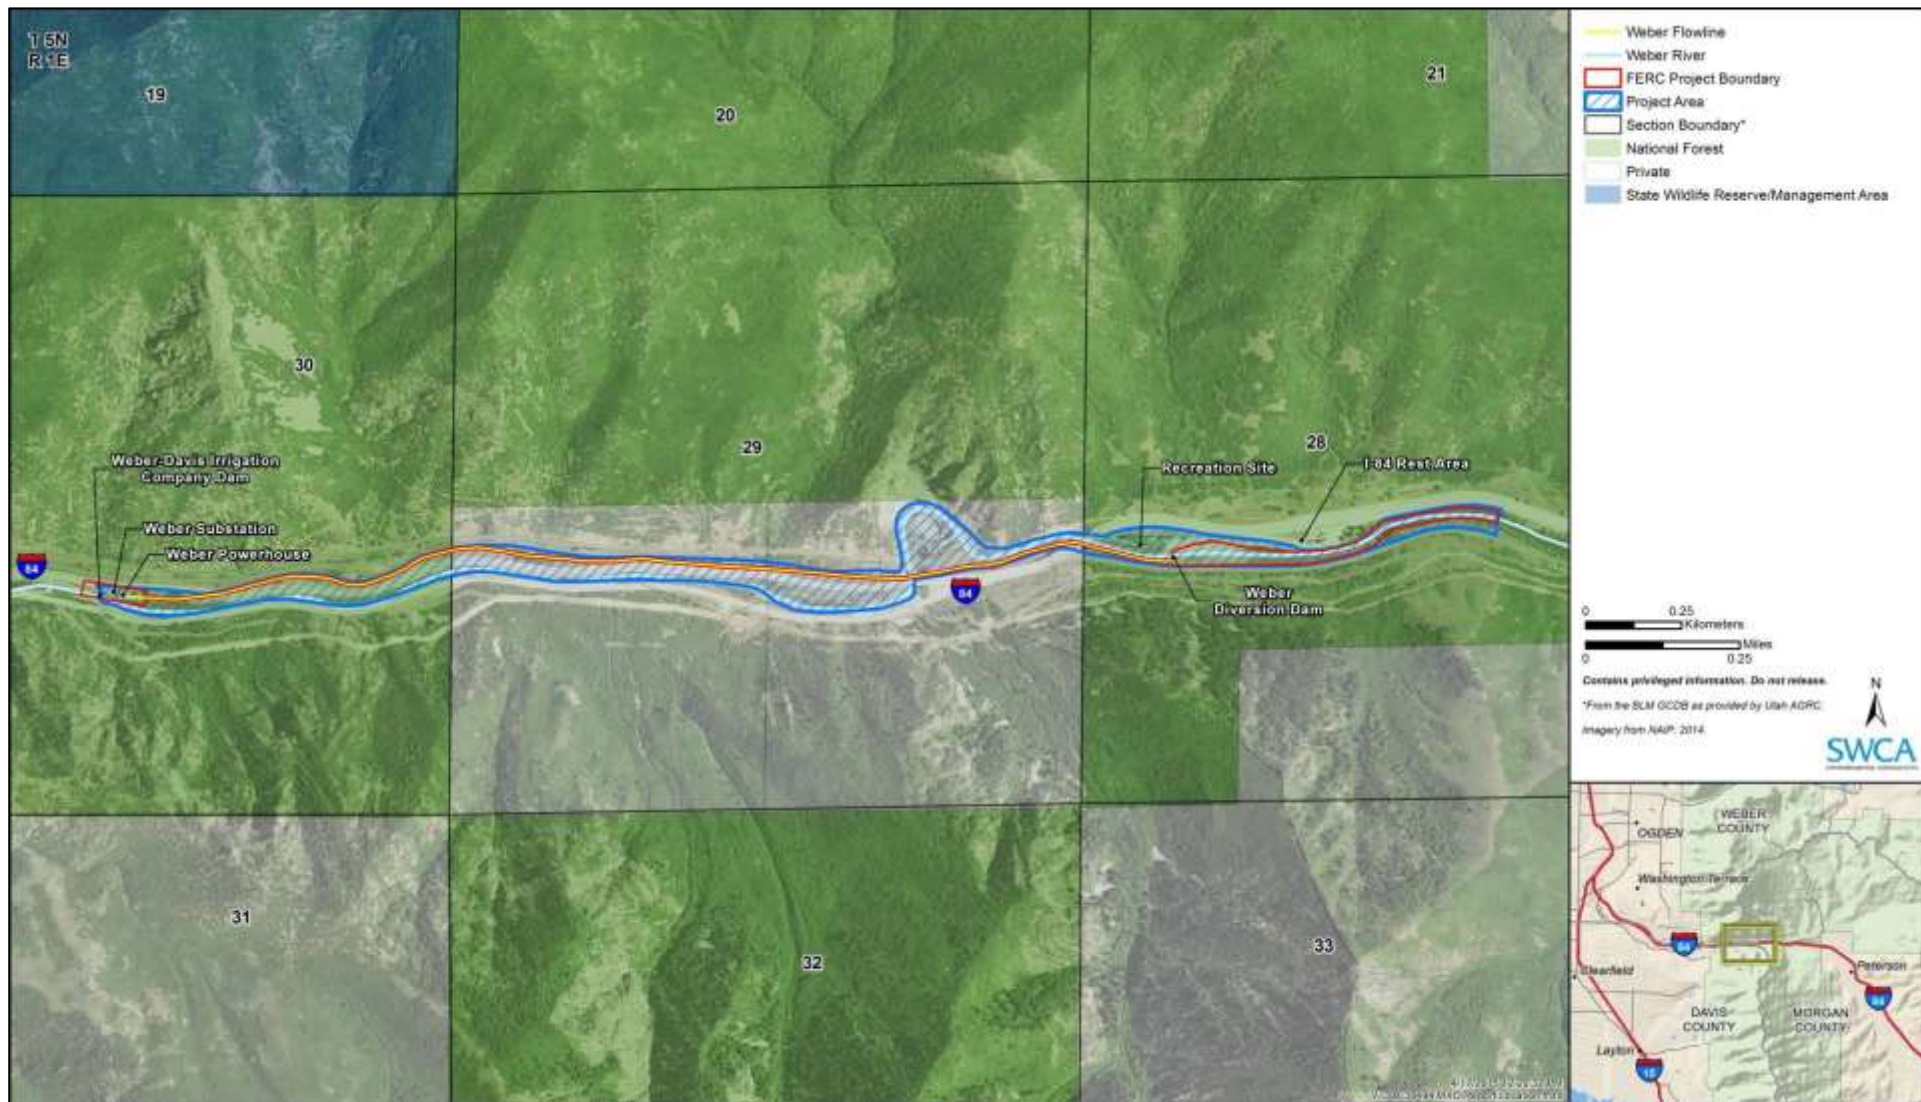 T 5N
R 1E
19
20
21
30
29
28
Weber-Davis Irrigation
Company Dam
Weber Substation
Weber Powerhouse
84
Recreation Site
I-84 Rest Area
84
Weber
Diversion Dam
31
32
33
Weber Flowline
Weber River
FERC Project Boundary
Project Area
Section Boundary*
National Forest
Private
State Wildlife Reserve/Management Area
0 0.25
Kilometers
Miles
0 0.25
Contains privileged information. Do not release.
*From the BLM GCDB as provided by Utah AGRC.
Imagery from NAIP, 2014.
N
SWCA
WEBER
COUNTY
OGDEN
Washington Terrace
84
Clearfield
Peterson
84
DAVIS
COUNTY
MORGAN
COUNTY
Layton
15